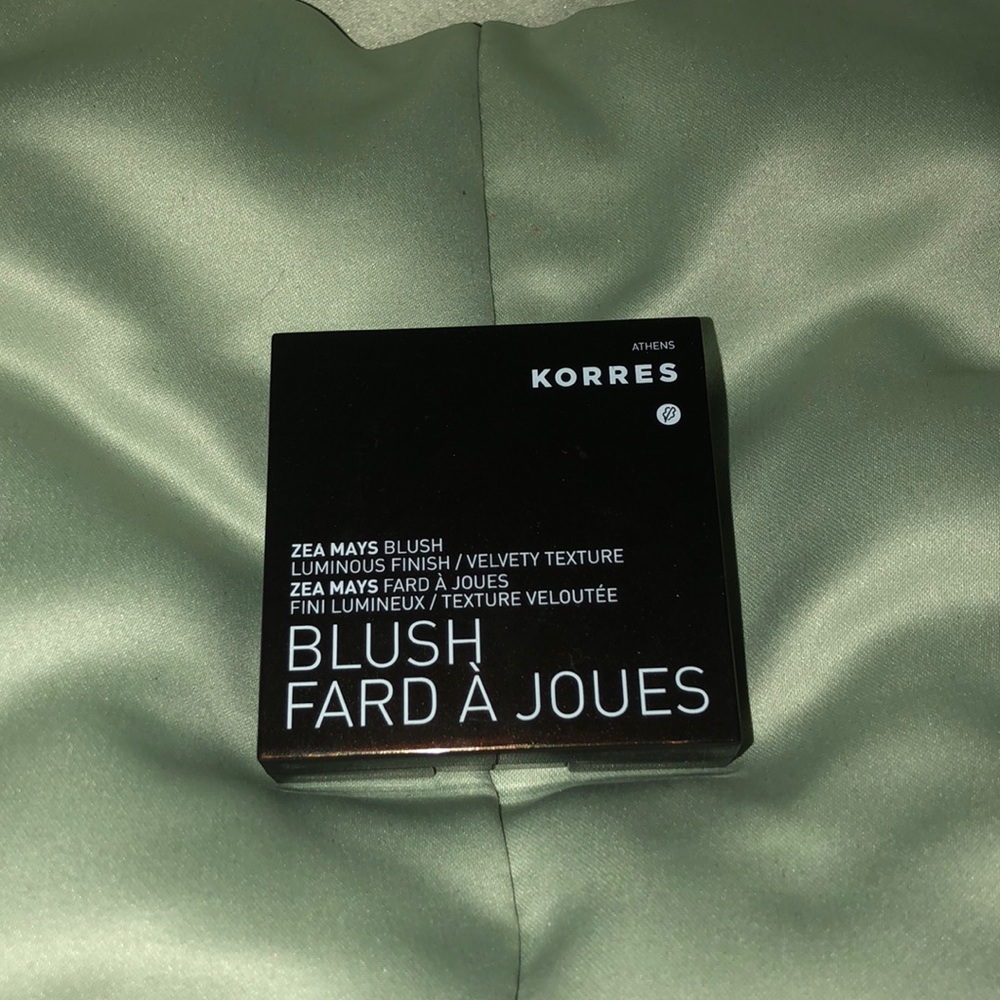 ATHENS
KORRES
ZEA MAYS BLUSH
LUMINOUS FINISH / VELVETY TEXTURE
ZEA MAYS FARD À JOUES
FINI LUMINEUX / TEXTURE VELOUTÉE
BLUSH
FARD À JOUES